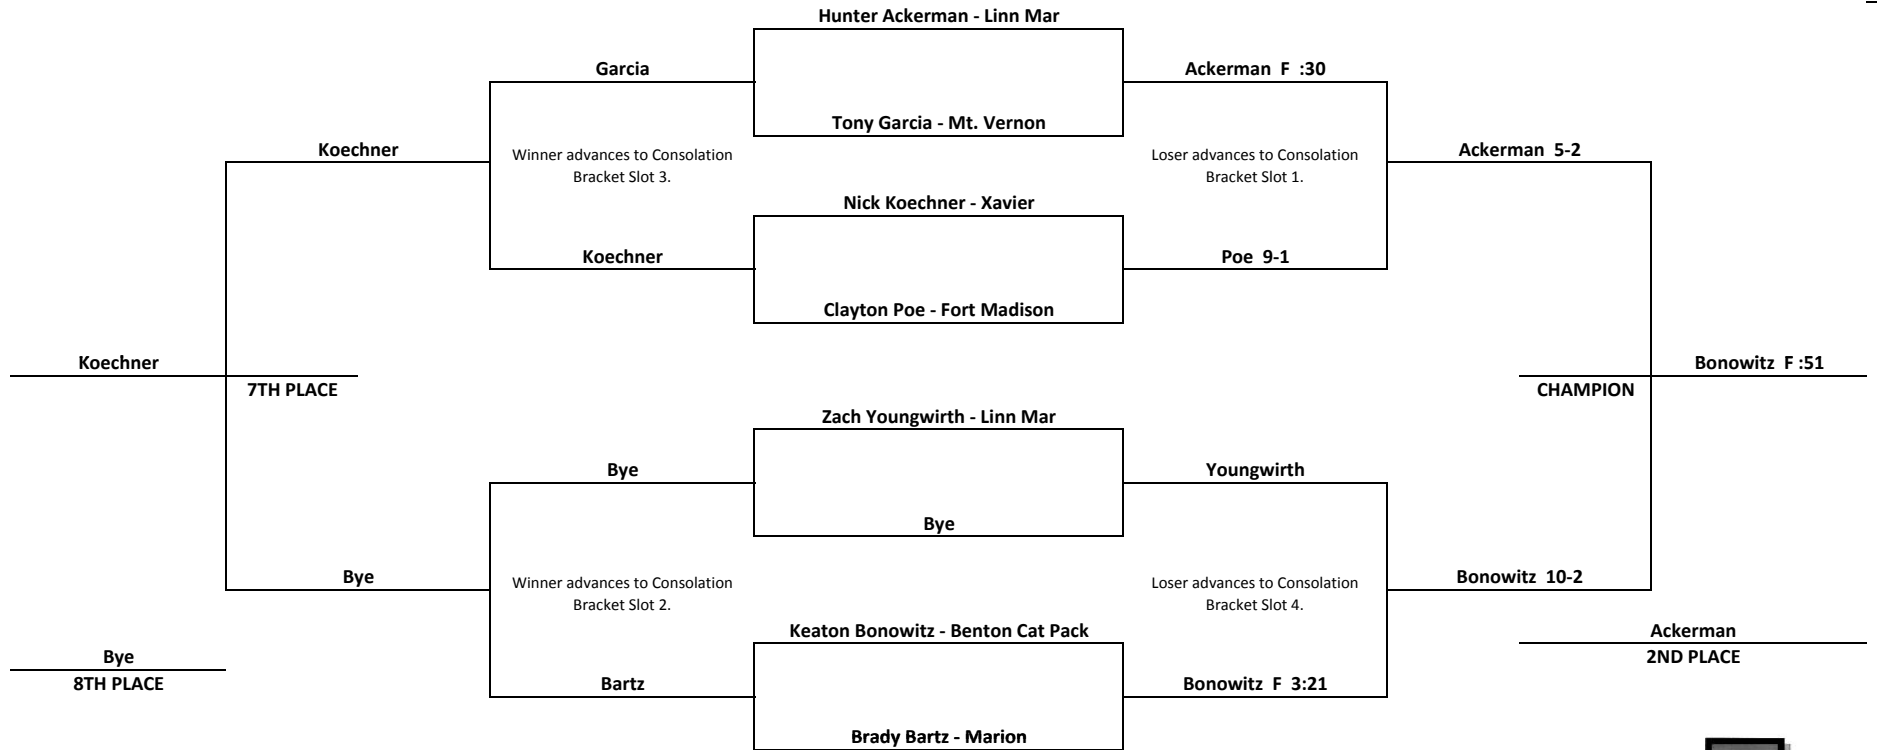 Hunter Ackerman - Linn Mar
Garcia
Ackerman  F  :30
Tony Garcia - Mt. Vernon
Koechner
Winner advances to Consolation
Bracket Slot 3.
Loser advances to Consolation
Bracket Slot 1.
Ackerman  5-2
Nick Koechner - Xavier
Koechner
Poe  9-1
Clayton Poe - Fort Madison
Koechner
7TH PLACE
CHAMPION
Bonowitz  F :51
Zach Youngwirth - Linn Mar
Bye
Youngwirth
Bye
Bye
Winner advances to Consolation
Bracket Slot 2.
Loser advances to Consolation
Bracket Slot 4.
Bonowitz  10-2
Keaton Bonowitz - Benton Cat Pack
Ackerman
2ND PLACE
Bye
8TH PLACE
Bartz
Bonowitz  F  3:21
Brady Bartz - Marion